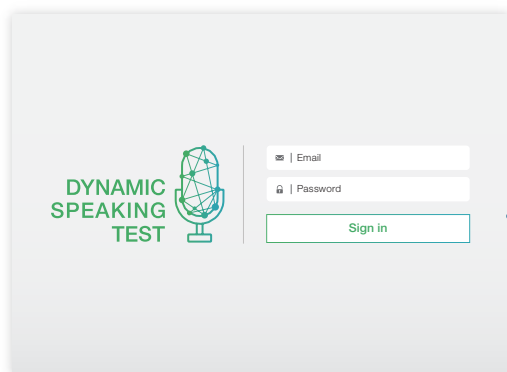 DYNAMIC
SPEAKING
TEST
Email
Password
Sign in